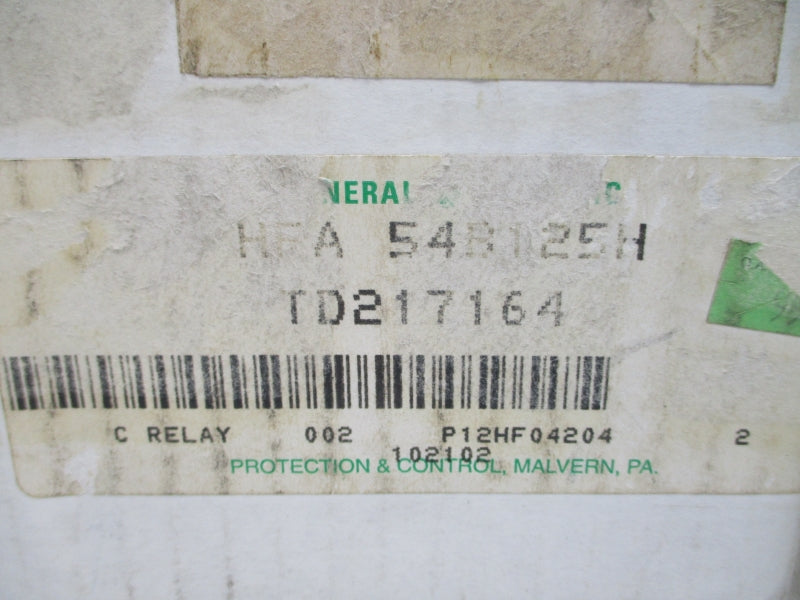 NERAL
HFA 54B125H
TD217164
C RELAY 002 P12HF04204 2
102102
PROTECTION & CONTROL, MALVERN, PA.